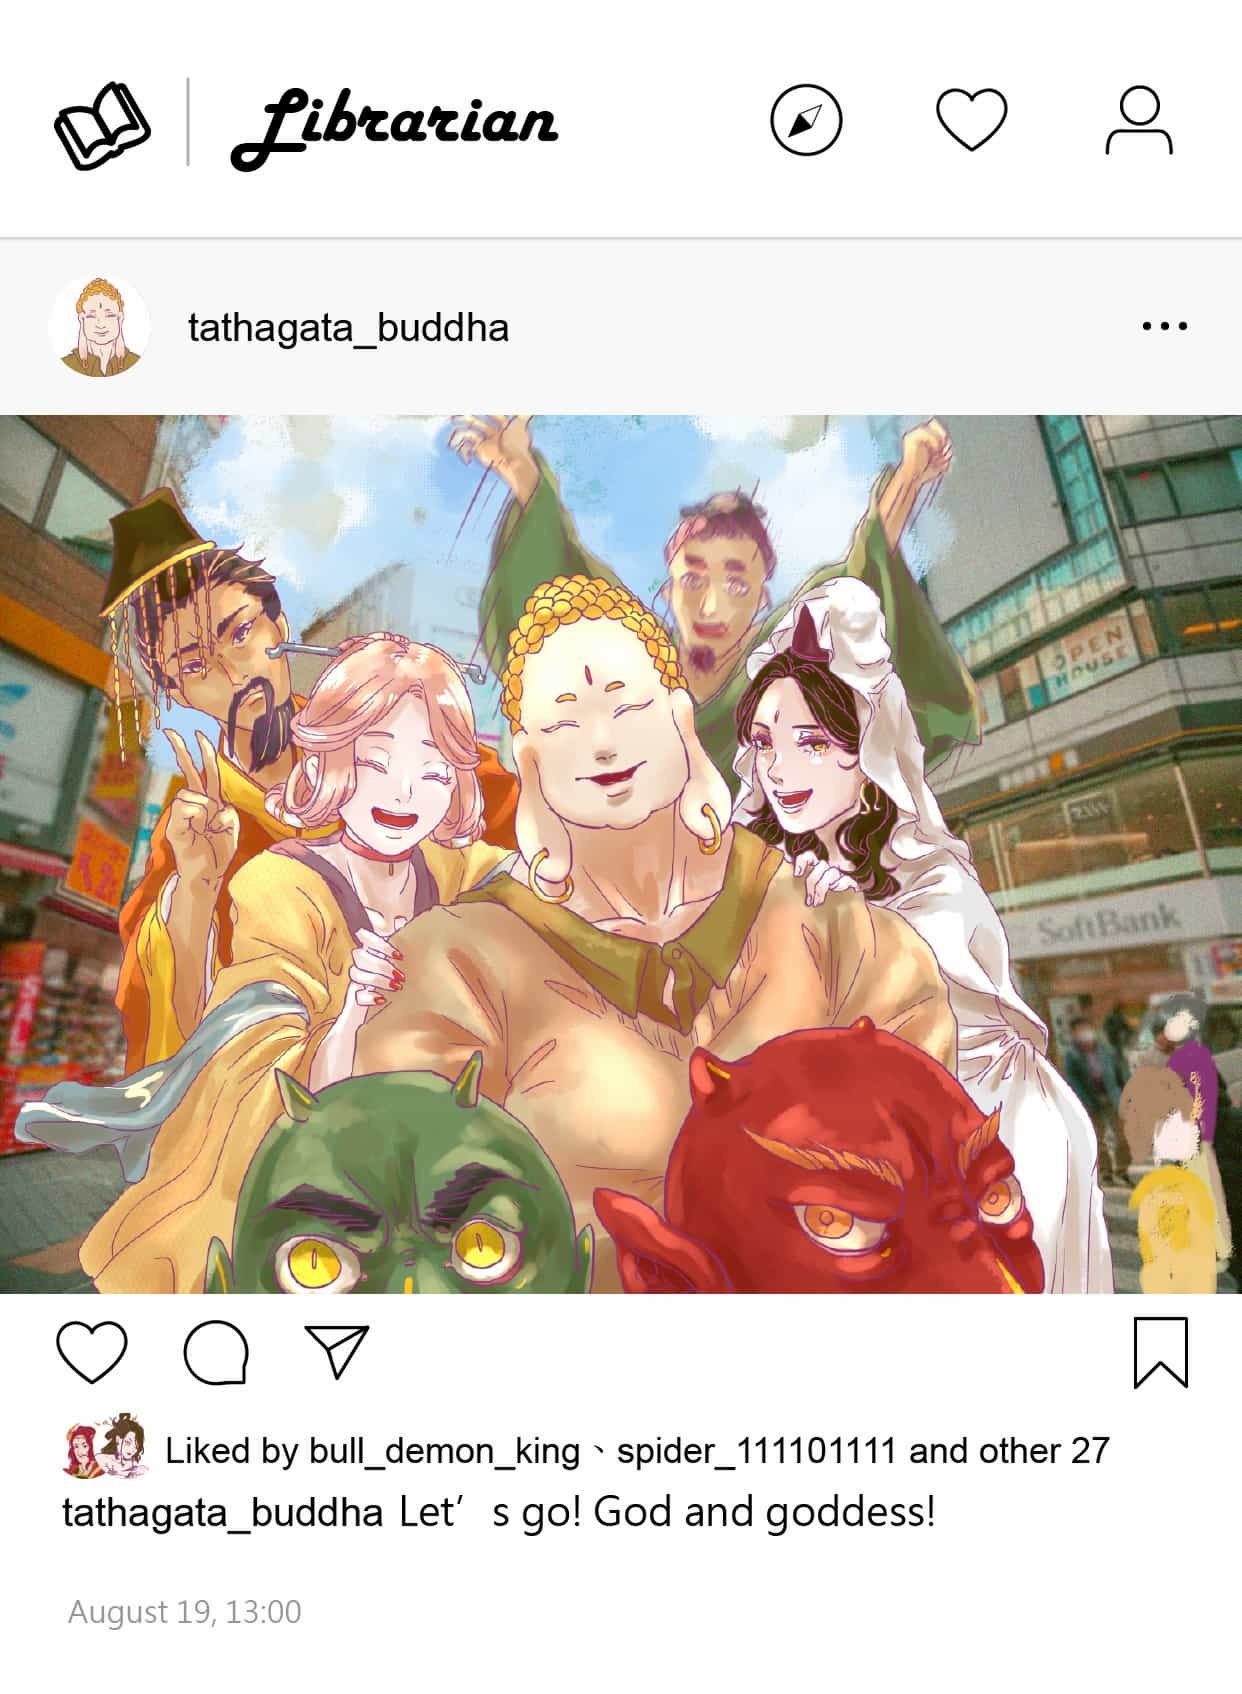 Librarian
tathagata_buddha
OPEN
HOUSE
SoftBank
Liked by bull_demon_king、spider_111101111 and other 27
tathagata_buddha Let’s go! God and goddess!
August 19, 13:00